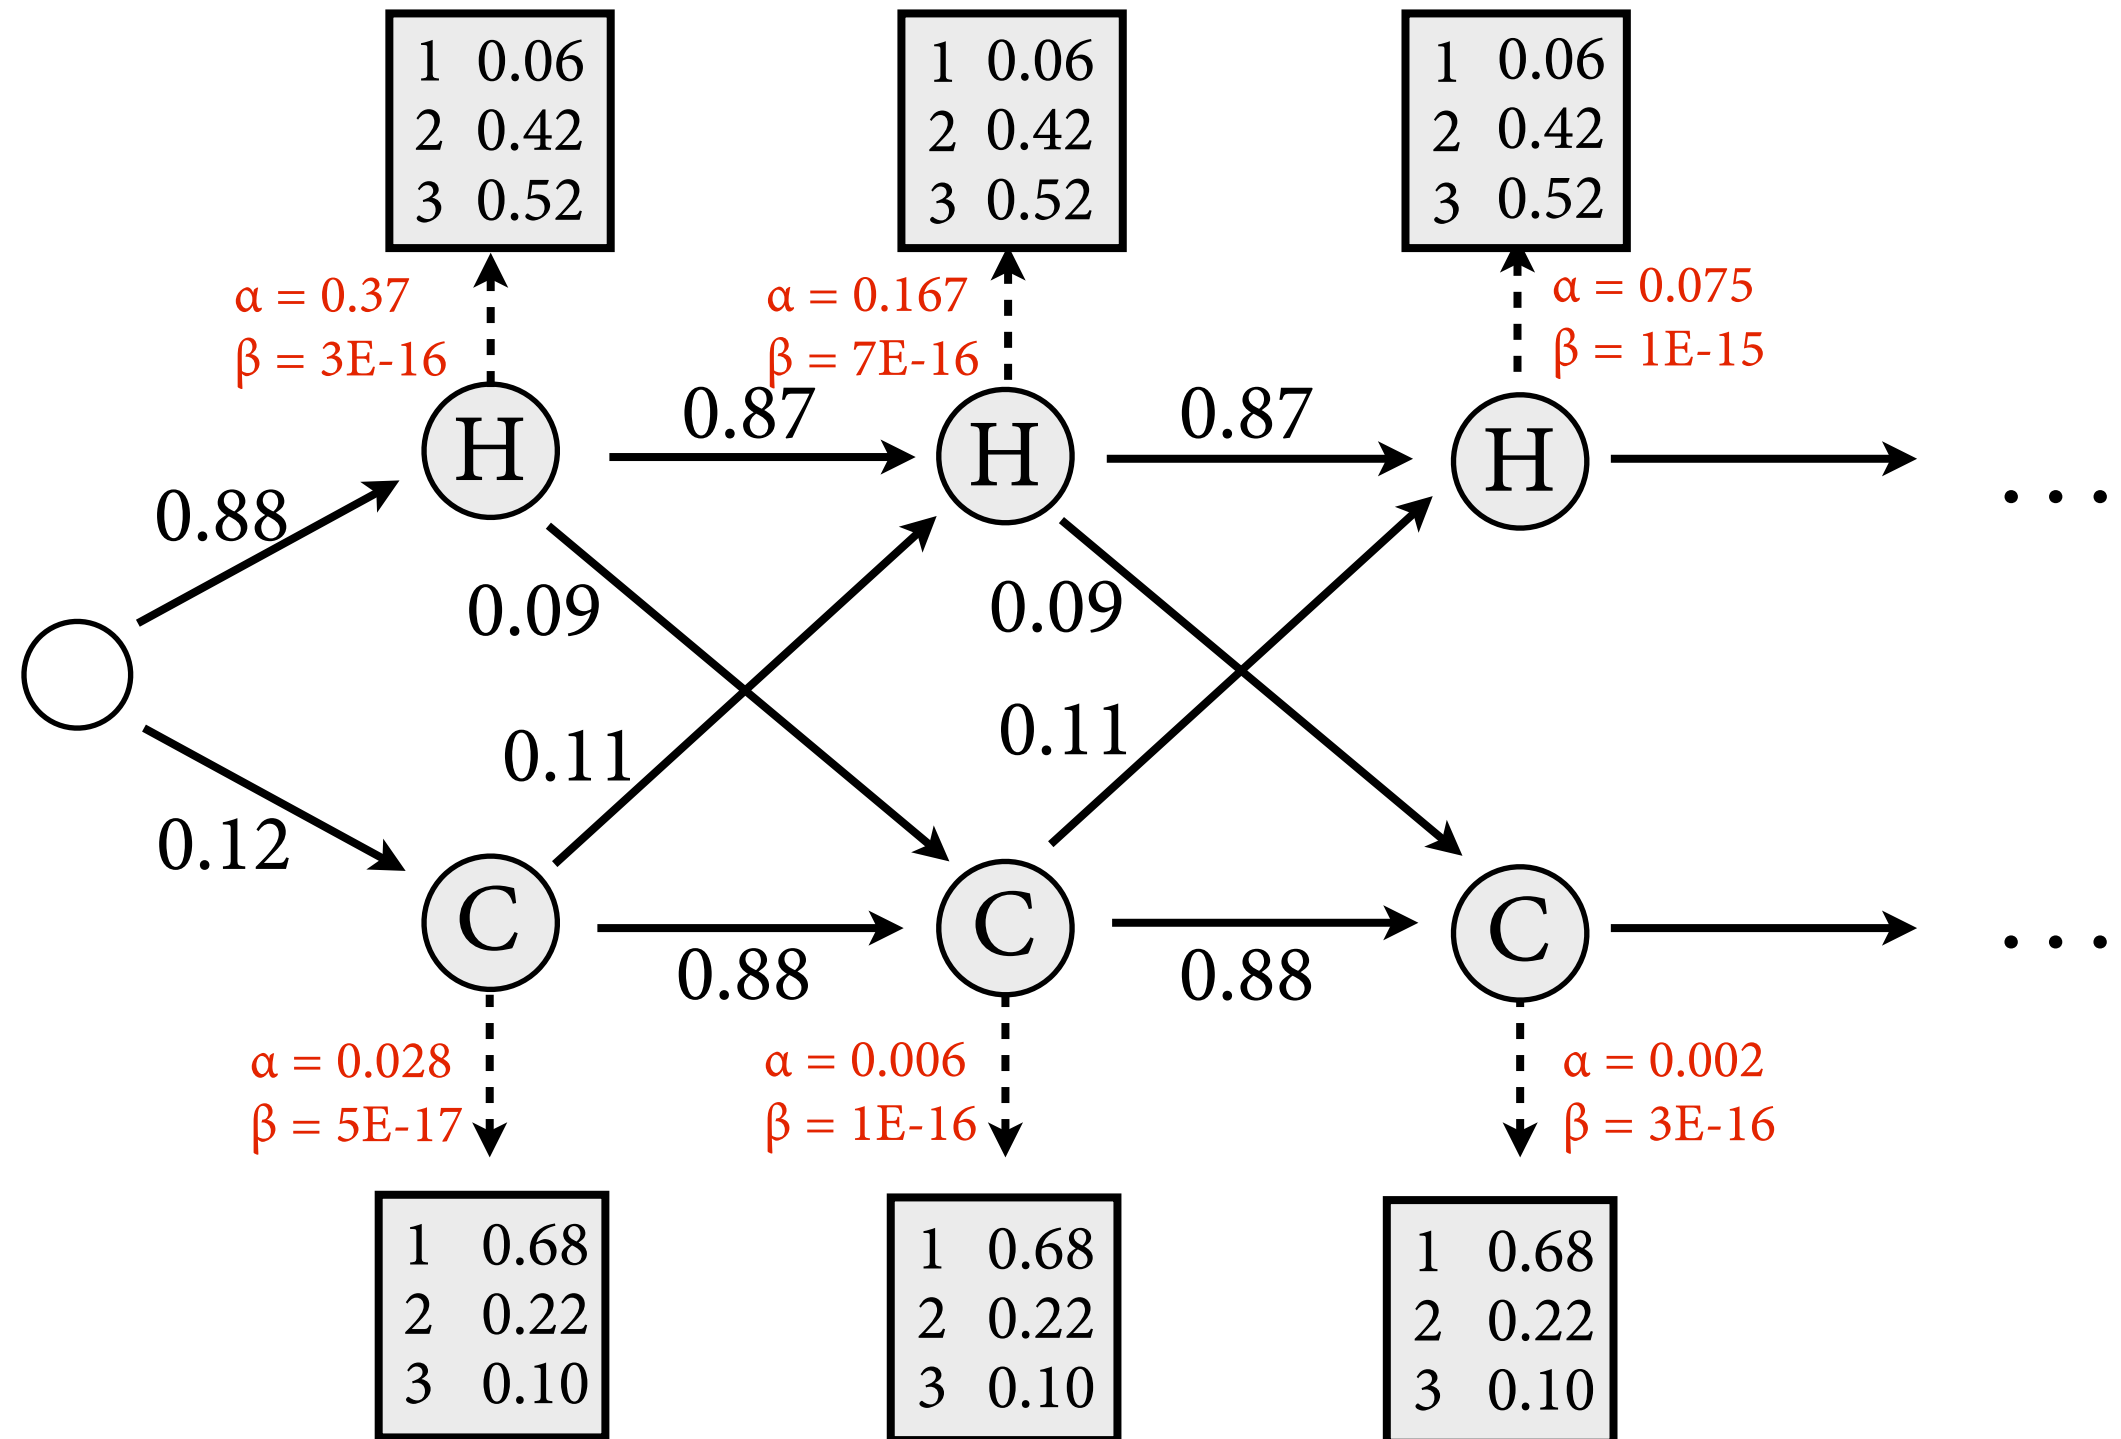 1 0.06
2 0.42
3 0.52
1 0.06
2 0.42
3 0.52
1 0.06
2 0.42
3 0.52
α = 0.37
β = 3E-16
α = 0.167
β = 7E-16
α = 0.075
β = 1E-15
0.87
0.87
H
H
H
0.88
...
0.09
0.09
0.11
0.11
0.12
C
C
C
...
0.88
0.88
α = 0.028
β = 5E-17
α = 0.006
β = 1E-16
α = 0.002
β = 3E-16
1 0.68
2 0.22
3 0.10
1 0.68
2 0.22
3 0.10
1 0.68
2 0.22
3 0.10